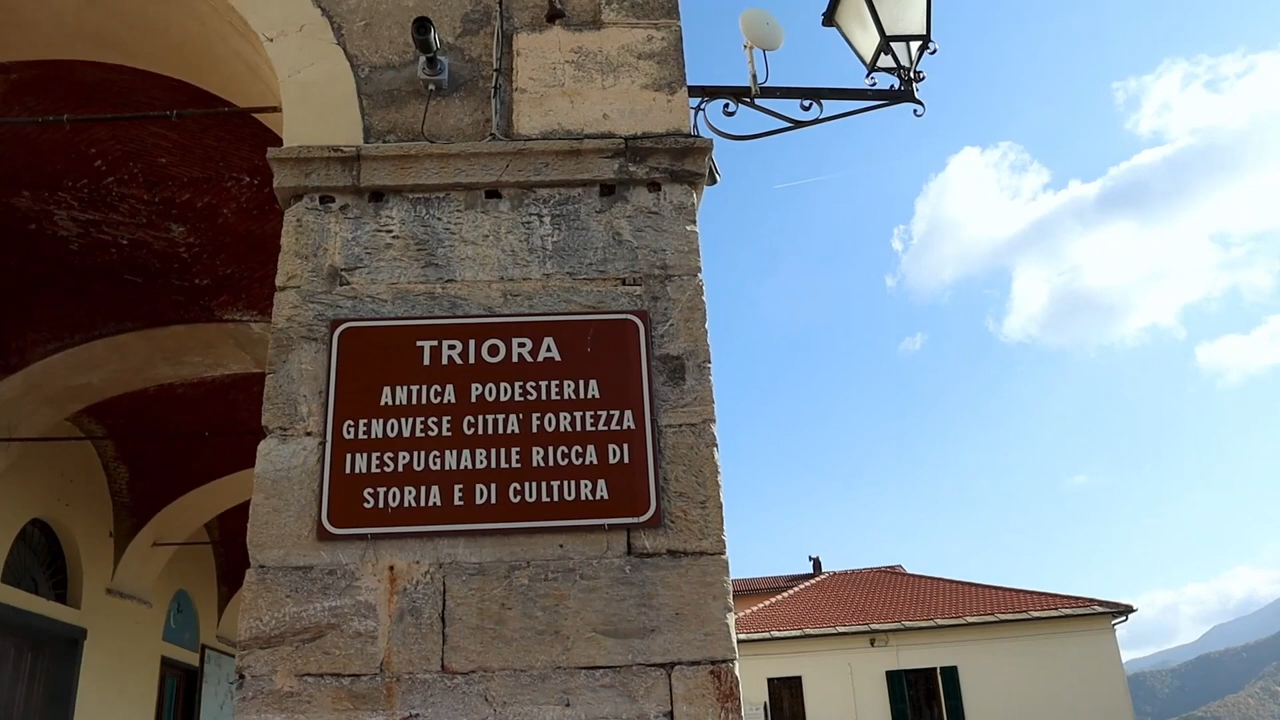 TRIORA
ANTICA PODESTERIA
GENOVESE CITTA' FORTEZZA
INESPUGNABILE RICCA DI
STORIA E DI CULTURA